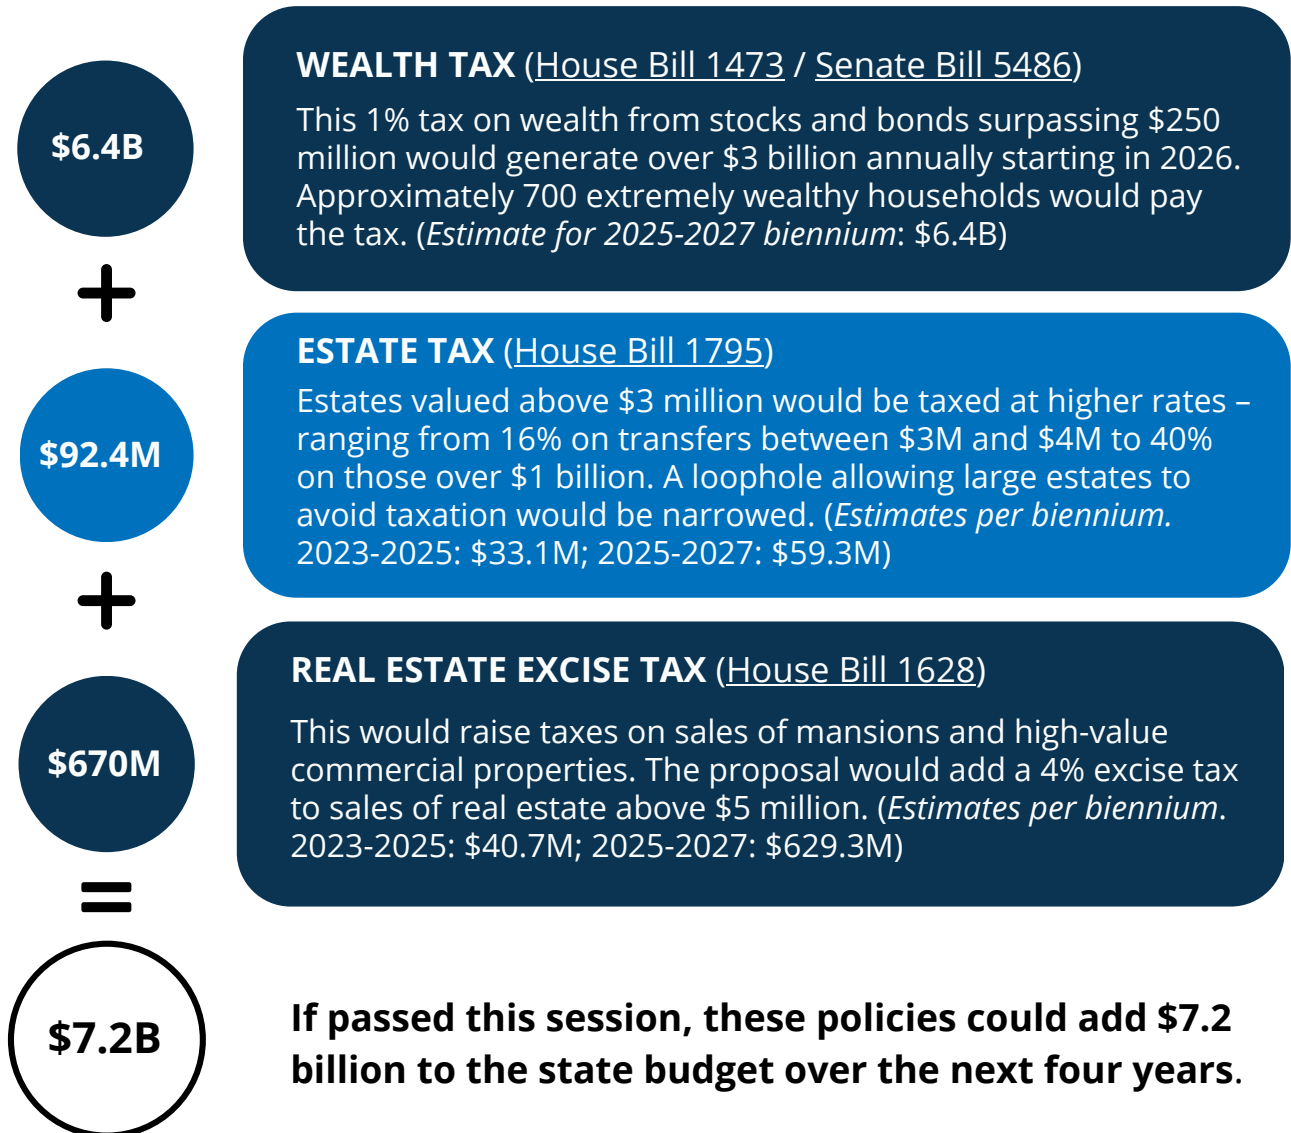 $6.4B
WEALTH TAX (House Bill 1473 / Senate Bill 5486)
This 1% tax on wealth from stocks and bonds surpassing $250
million would generate over $3 billion annually starting in 2026.
Approximately 700 extremely wealthy households would pay
the tax. (Estimate for 2025-2027 biennium: $6.4B)
+
$92.4M
ESTATE TAX (House Bill 1795)
Estates valued above $3 million would be taxed at higher rates –
ranging from 16% on transfers between $3M and $4M to 40%
on those over $1 billion. A loophole allowing large estates to
avoid taxation would be narrowed. (Estimates per biennium.
2023-2025: $33.1M; 2025-2027: $59.3M)
+
$670M
REAL ESTATE EXCISE TAX (House Bill 1628)
This would raise taxes on sales of mansions and high-value
commercial properties. The proposal would add a 4% excise tax
to sales of real estate above $5 million. (Estimates per biennium.
2023-2025: $40.7M; 2025-2027: $629.3M)
=
$7.2B
If passed this session, these policies could add $7.2
billion to the state budget over the next four years.